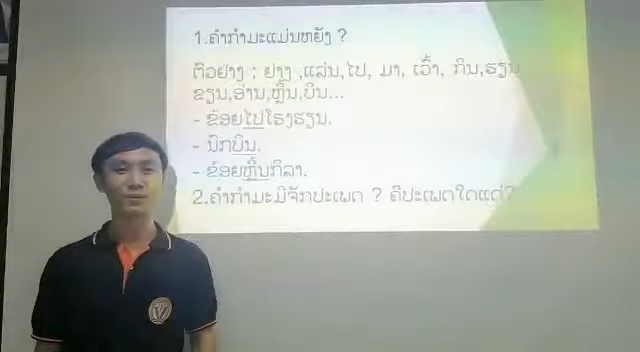 1.ຄຳກຳມະແມ່ນຫຍັງ ?
ຕົວຢ່າງ : ຢ່າງ ,ແລ່ນ,ໄປ, ມາ, ເວົ້າ, ກິນ,ຮຽນ
ຂຽນ,ອ່ານ,ຫຼິ້ນ,ບິນ...
- ຂ້ອຍໄປໂຮງຮຽນ.
- ນົກບິນ.
- ຂ້ອຍຫຼິ້ນກິລາ.
2.ຄຳກຳມະມີຈັກປະເພດ ? ຄືປະເພດໃດແດ່?